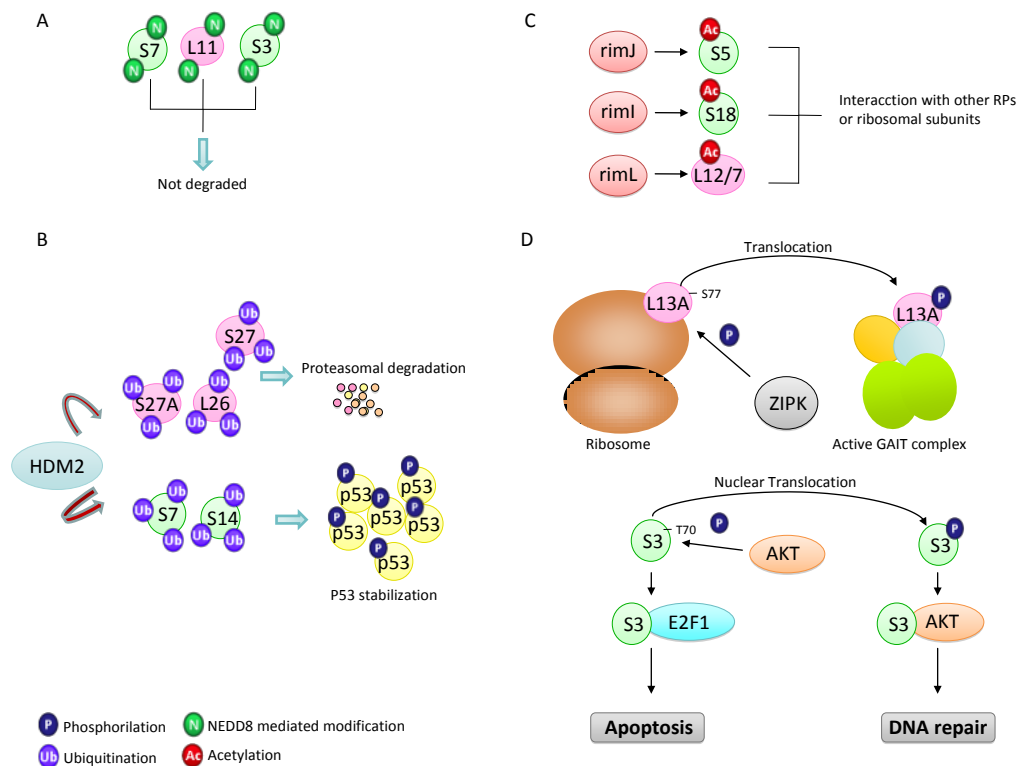 A
N
N
N
S7
L11
S3
N
N
N
Not degraded
B
Ub
S27
Ub
Ub
Ub
Ub
Ub
S27A
L26
Ub
Ub
Ub
Proteasomal degradation
HDM2
Ub
Ub
Ub
S7
S14
Ub
Ub
Ub
P
P
p53
p53
P
P
P
p53
p53
p53
P
p53
P53 stabilization
P Phosphorilation
N NEDD8 mediated modification
Ub Ubiquitination
Ac Acetylation
C
rimJ
Ac
S5
rimI
Ac
S18
rimL
Ac
L12/7
Interacction with other RPs
or ribosomal subunits
D
Translocation
L13A
S77
P
ZIPK
Ribosome
P
L13A
Active GAIT complex
Nuclear Translocation
S3
T70
P
AKT
S3
P
S3
E2F1
S3
AKT
Apoptosis
DNA repair